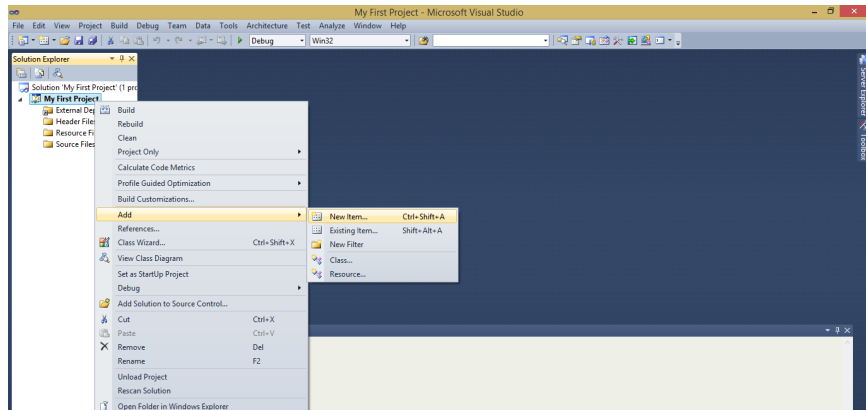 My First Project - Microsoft Visual Studio
File Edit View Project Build Debug Team Data Tools Architecture Test Analyze Window Help
Debug Win32
Solution Explorer
Solution 'My First Project' (1 pro
My First Project
External Dep
Header Files
Resource Fi
Source Files
Build
Rebuild
Clean
Project Only
Calculate Code Metrics
Profile Guided Optimization
Build Customizations...
Add
References...
Class Wizard... Ctrl+Shift+X
View Class Diagram
Set as StartUp Project
Debug
Add Solution to Source Control...
Cut Ctrl+X
Paste Ctrl+V
Remove Del
Rename F2
Unload Project
Rescan Solution
Open Folder in Windows Explorer
New Item... Ctrl+Shift+A
Existing Item... Shift+Alt+A
New Filter
Class...
Resource...
Server Explorer
Toolbox